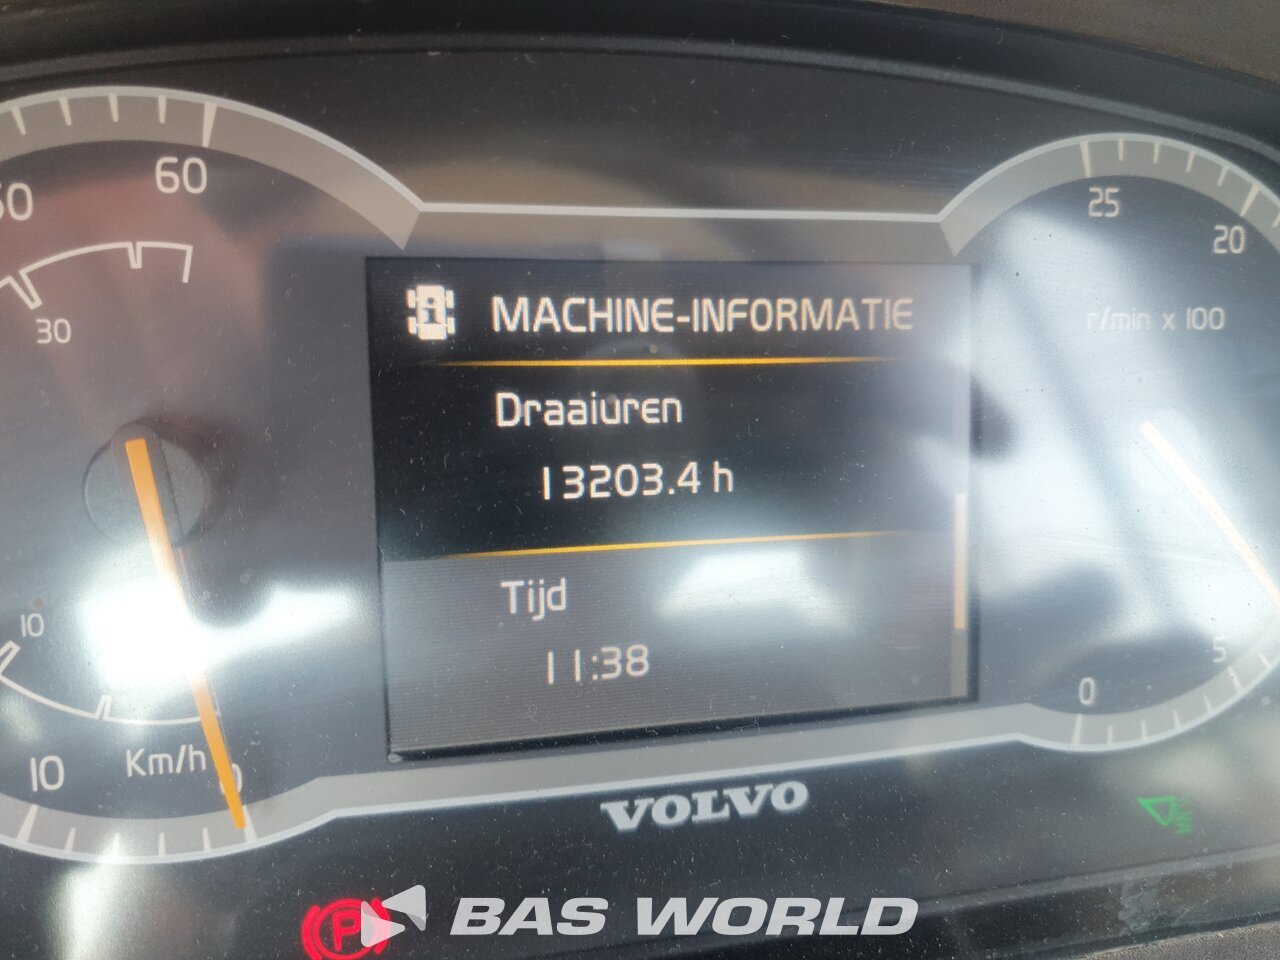 50
60
30
10
10
Km/h
0
MACHINE-INFORMATIE
Draaiuren
13203.4 h
Tijd
11:38
25
20
r/min x 100
5
0
VOLVO
P
BAS WORLD